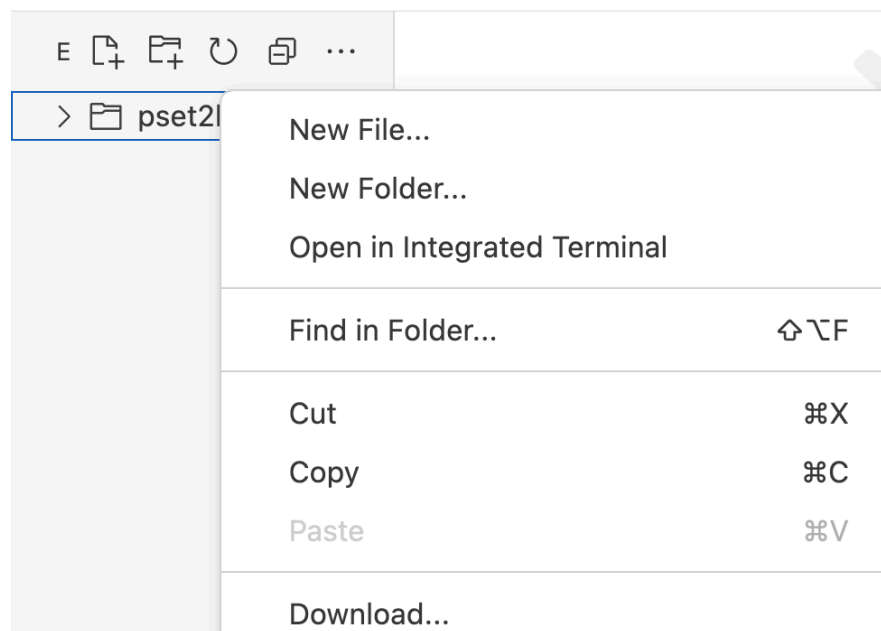 E
pset2
New File...
New Folder...
Open in Integrated Terminal
Find in Folder... ⇧⌥F
Cut ⌘X
Copy ⌘C
Paste ⌘V
Download...